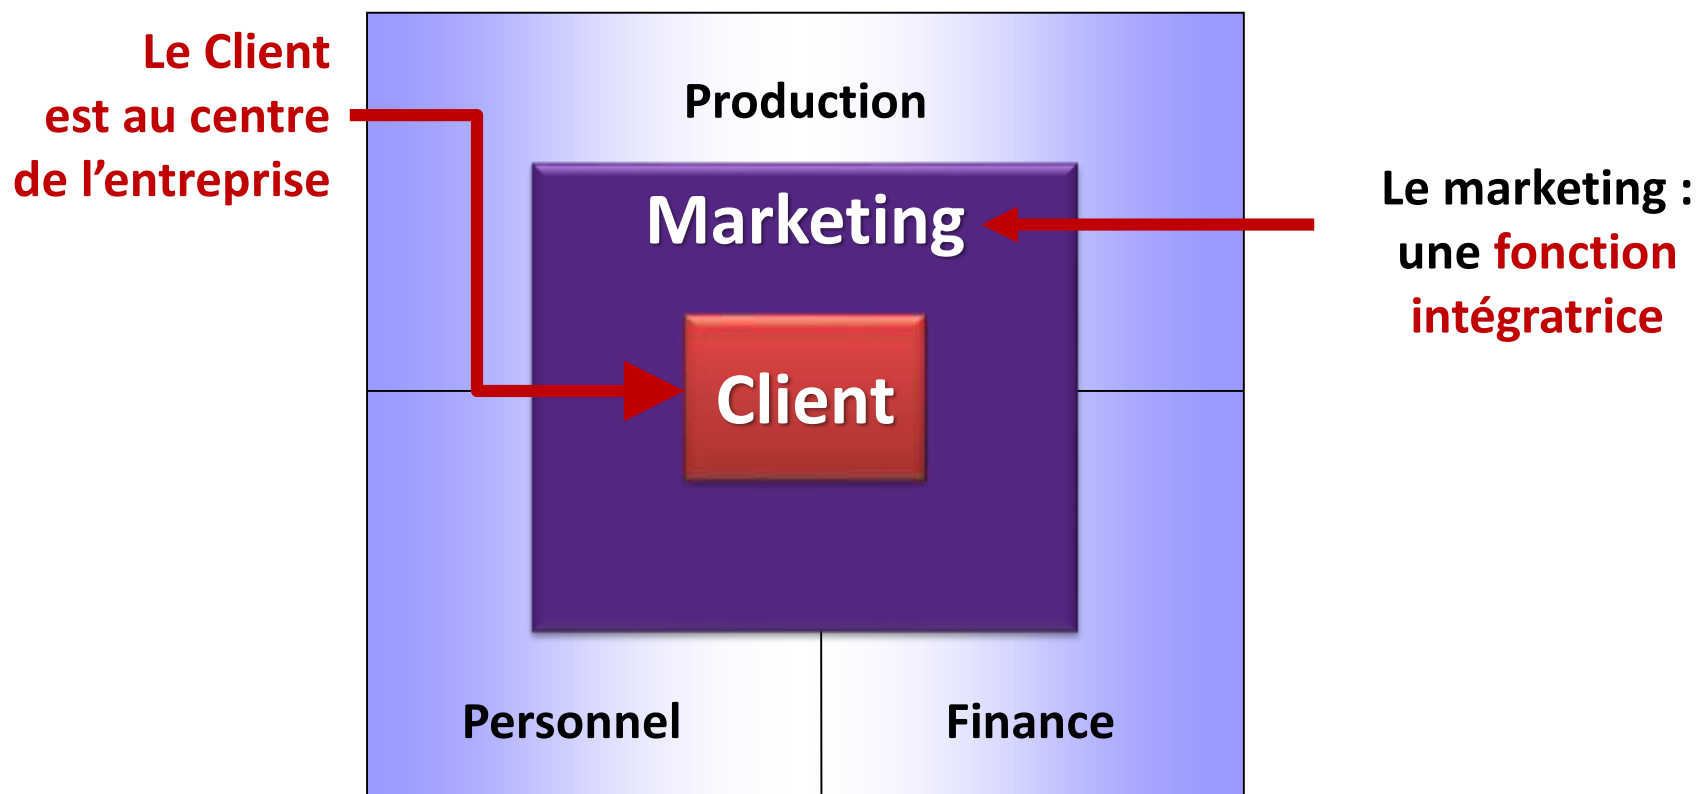 Le Client
est au centre
de l’entreprise
Production
Marketing
Le marketing :
une fonction
intégratrice
Client
Personnel
Finance